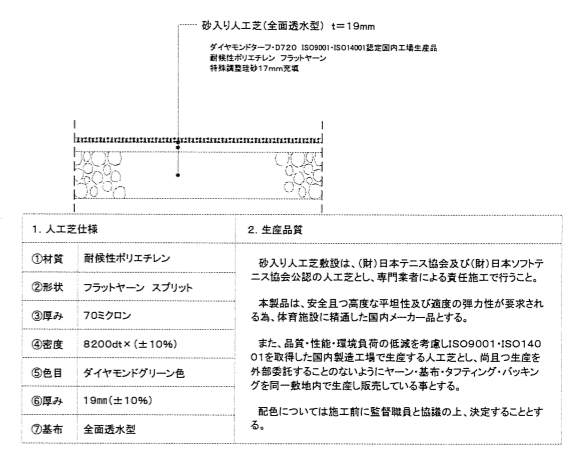 砂入り人工芝(全面透水型) t=19mm
ダイヤモンドターフ・D720 ISO9001・ISO14001認定国内工場生産品
耐候性ポリエチレン フラットヤーン
特殊調整硅砂17mm充填
1. 人工芝仕様
①材質 耐候性ポリエチレン
②形状 フラットヤーン スプリット
③厚み 70ミクロン
④密度 8200dt×(±10%)
⑤色目 ダイヤモンドグリーン色
⑥厚み 19mm(±10%)
⑦基布 全面透水型
2. 生産品質
砂入り人工芝敷設は、(財)日本テニス協会及び(財)日本ソフトテ
ニス協会公認の人工芝とし、専門業者による責任施工で行うこと。
本製品は、安全且つ高度な平坦性及び適度の弾力性が要求され
る為、体育施設に精通した国内メーカー品とする。
また、品質・性能・環境負荷の低減を考慮しISO9001・ISO140
01を取得した国内製造工場で生産する人工芝とし、尚且つ生産を
外部委託することのないようにヤーン・基布・タフティング・バッキン
グを同一敷地内で生産し販売している事とする。
配色については施工前に監督職員と協議の上、決定することとす
る。